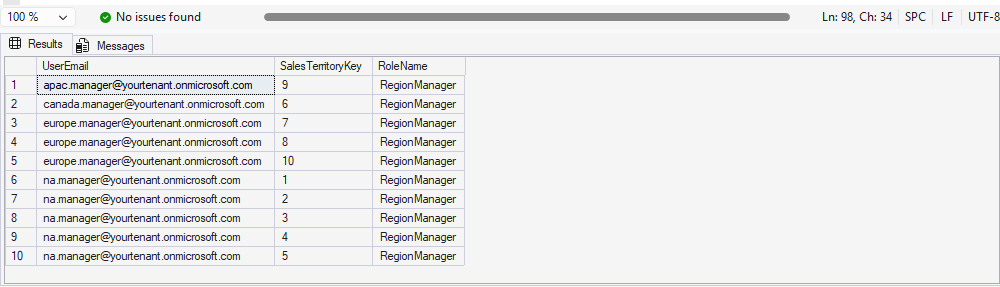 100 % No issues found Ln: 98, Ch: 34 SPC LF UTF-8
Results Messages
UserEmail SalesTerritoryKey RoleName
1 apac.manager@yourtenant.onmicrosoft.com 9 RegionManager
2 canada.manager@yourtenant.onmicrosoft.com 6 RegionManager
3 europe.manager@yourtenant.onmicrosoft.com 7 RegionManager
4 europe.manager@yourtenant.onmicrosoft.com 8 RegionManager
5 europe.manager@yourtenant.onmicrosoft.com 10 RegionManager
6 na.manager@yourtenant.onmicrosoft.com 1 RegionManager
7 na.manager@yourtenant.onmicrosoft.com 2 RegionManager
8 na.manager@yourtenant.onmicrosoft.com 3 RegionManager
9 na.manager@yourtenant.onmicrosoft.com 4 RegionManager
10 na.manager@yourtenant.onmicrosoft.com 5 RegionManager